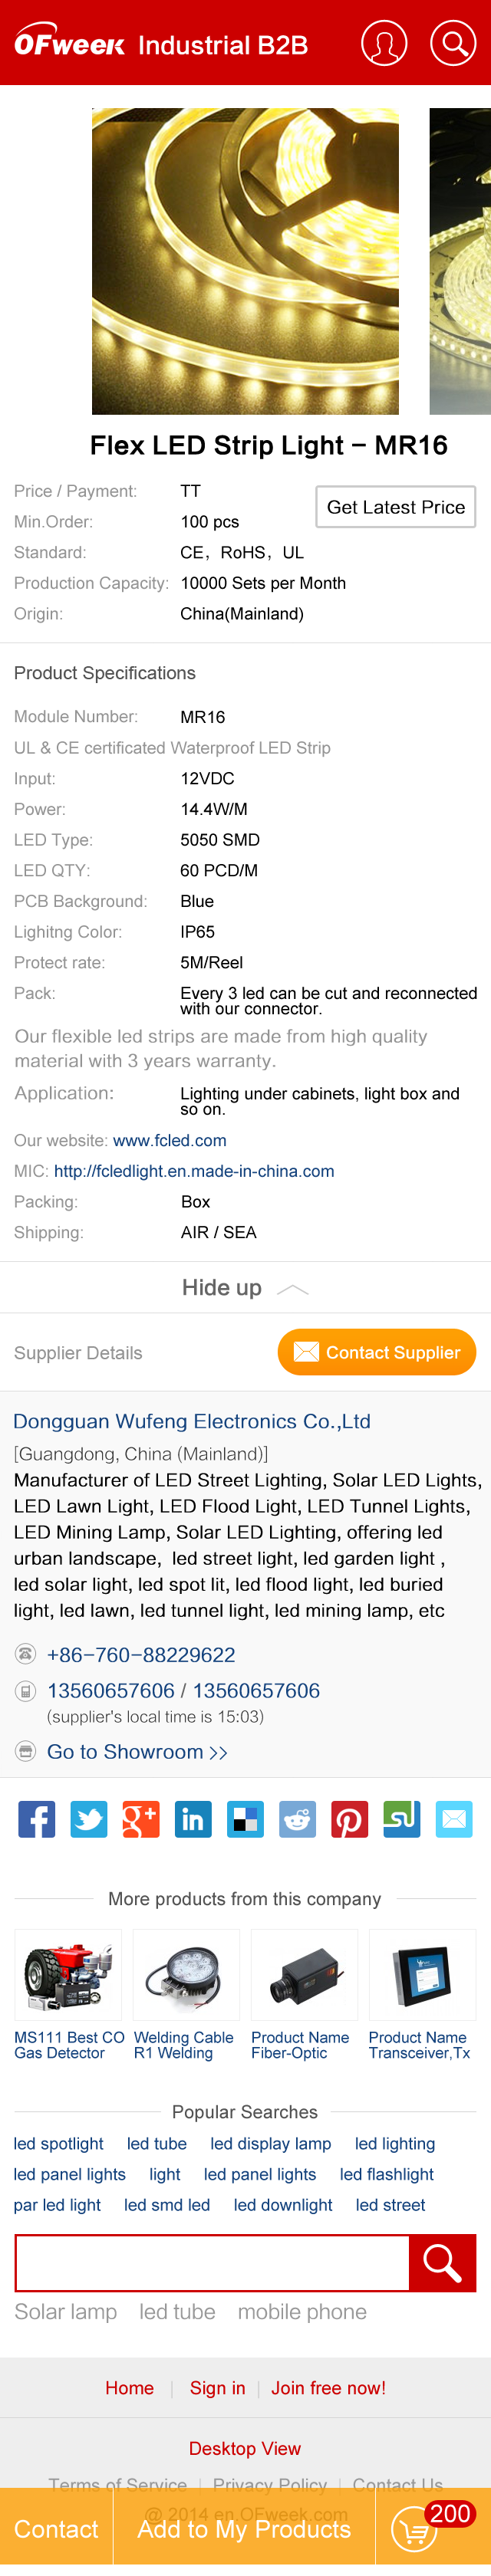 OFweek Industrial B2B
Flex LED Strip Light - MR16
Price / Payment: TT
Get Latest Price
Min.Order: 100 pcs
Standard: CE, RoHS, UL
Production Capacity: 10000 Sets per Month
Origin: China(Mainland)
Product Specifications
Module Number: MR16
UL & CE certificated Waterproof LED Strip
Input: 12VDC
Power: 14.4W/M
LED Type: 5050 SMD
LED QTY: 60 PCD/M
PCB Background: Blue
Lighitng Color: IP65
Protect rate: 5M/Reel
Pack: Every 3 led can be cut and reconnected
with our connector.
Our flexible led strips are made from high quality
material with 3 years warranty.
Application: Lighting under cabinets, light box and
so on.
Our website: www.fcled.com
MIC: http://fcledlight.en.made-in-china.com
Packing: Box
Shipping: AIR / SEA
Hide up
Supplier Details
Contact Supplier
Dongguan Wufeng Electronics Co.,Ltd
[Guangdong, China (Mainland)]
Manufacturer of LED Street Lighting, Solar LED Lights,
LED Lawn Light, LED Flood Light, LED Tunnel Lights,
LED Mining Lamp, Solar LED Lighting, offering led
urban landscape, led street light, led garden light ,
led solar light, led spot lit, led flood light, led buried
light, led lawn, led tunnel light, led mining lamp, etc
+86-760-88229622
13560657606 / 13560657606
(supplier's local time is 15:03)
Go to Showroom >>
More products from this company
MS111 Best CO
Gas Detector
Welding Cable
R1 Welding
Product Name
Fiber-Optic
Product Name
Transceiver,Tx
Popular Searches
led spotlight led tube led display lamp led lighting
led panel lights light led panel lights led flashlight
par led light led smd led led downlight led street
Solar lamp led tube mobile phone
Home | Sign in | Join free now!
Desktop View
Terms of Service | Privacy Policy | Contact Us
@ 2014 en.OFweek.com
Contact
Add to My Products
200